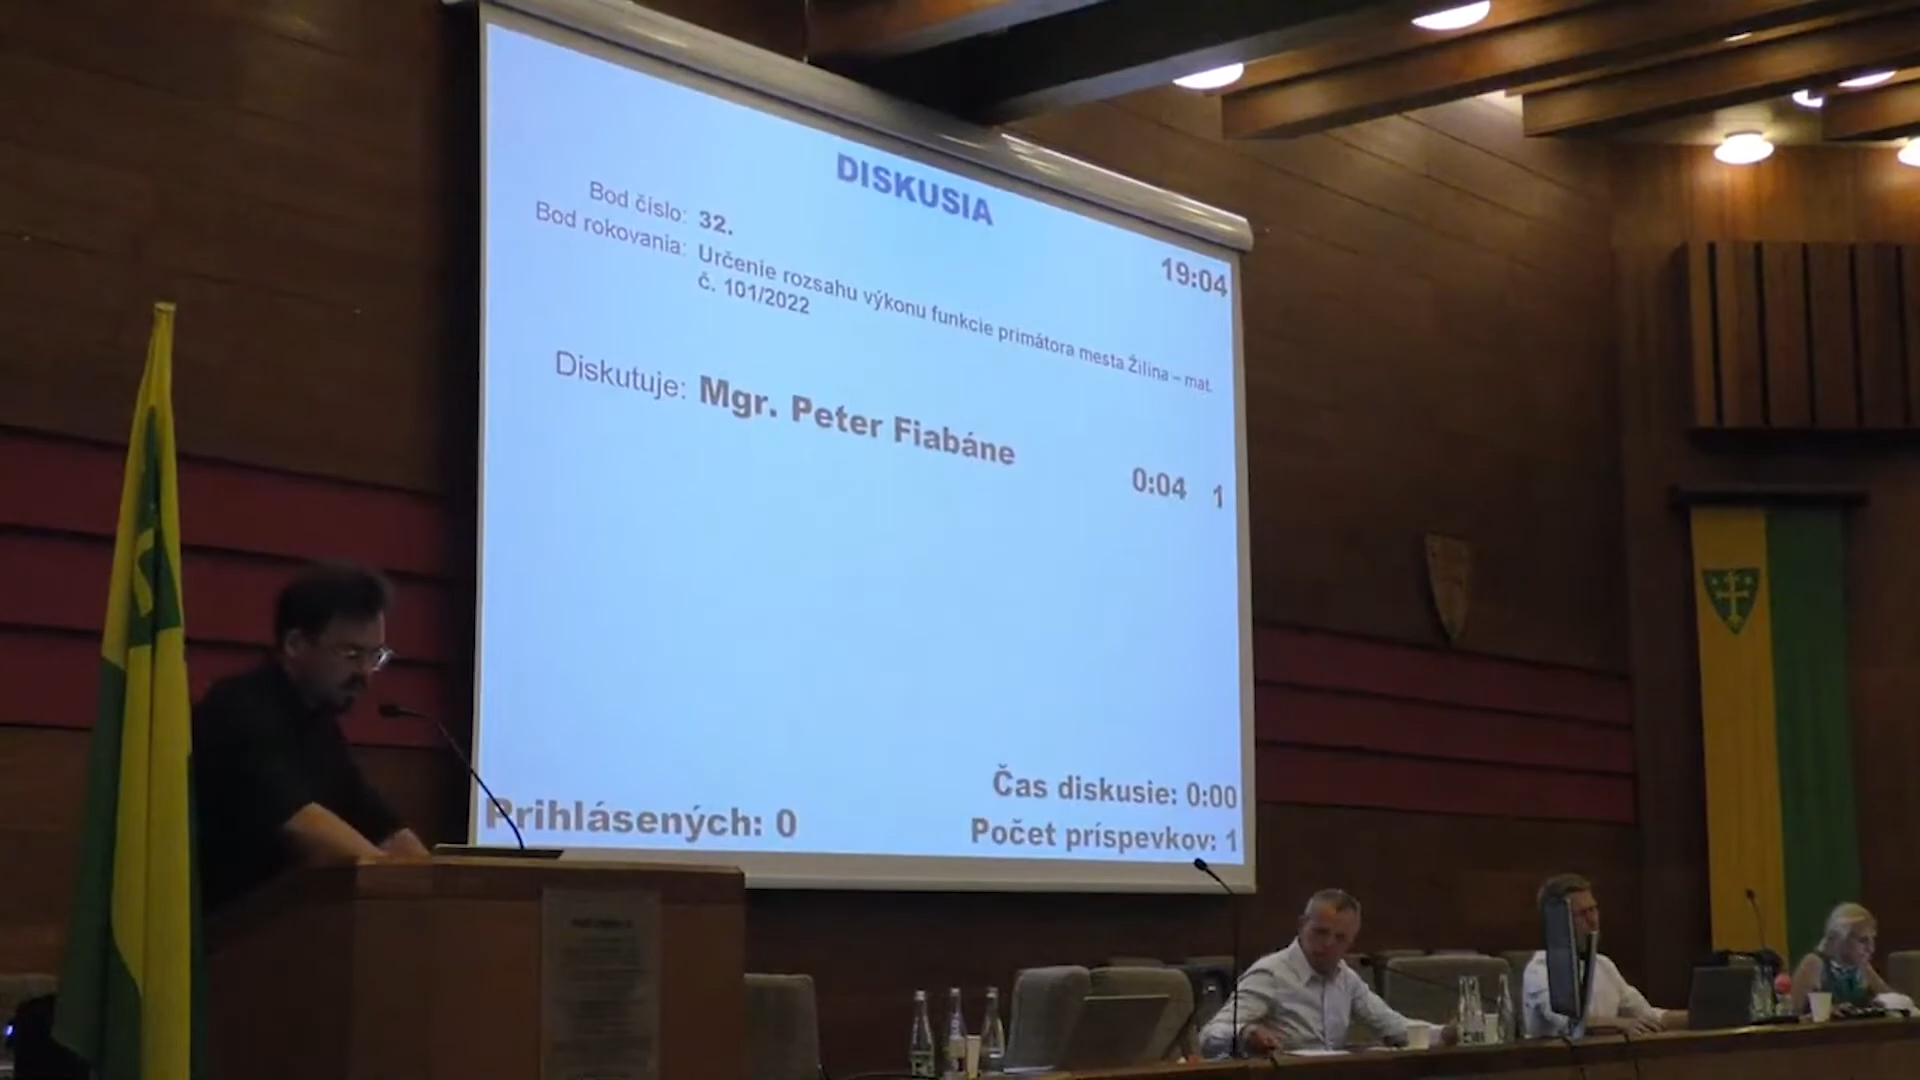 DISKUSIA
19:04
Bod číslo: 32.
Bod rokovania: Určenie rozsahu výkonu funkcie primátora mesta Žilina – mat.
č. 101/2022
Diskutuje: Mgr. Peter Fiabáne
0:04 1
Čas diskusie: 0:00
Prihlásených: 0
Počet príspevkov: 1